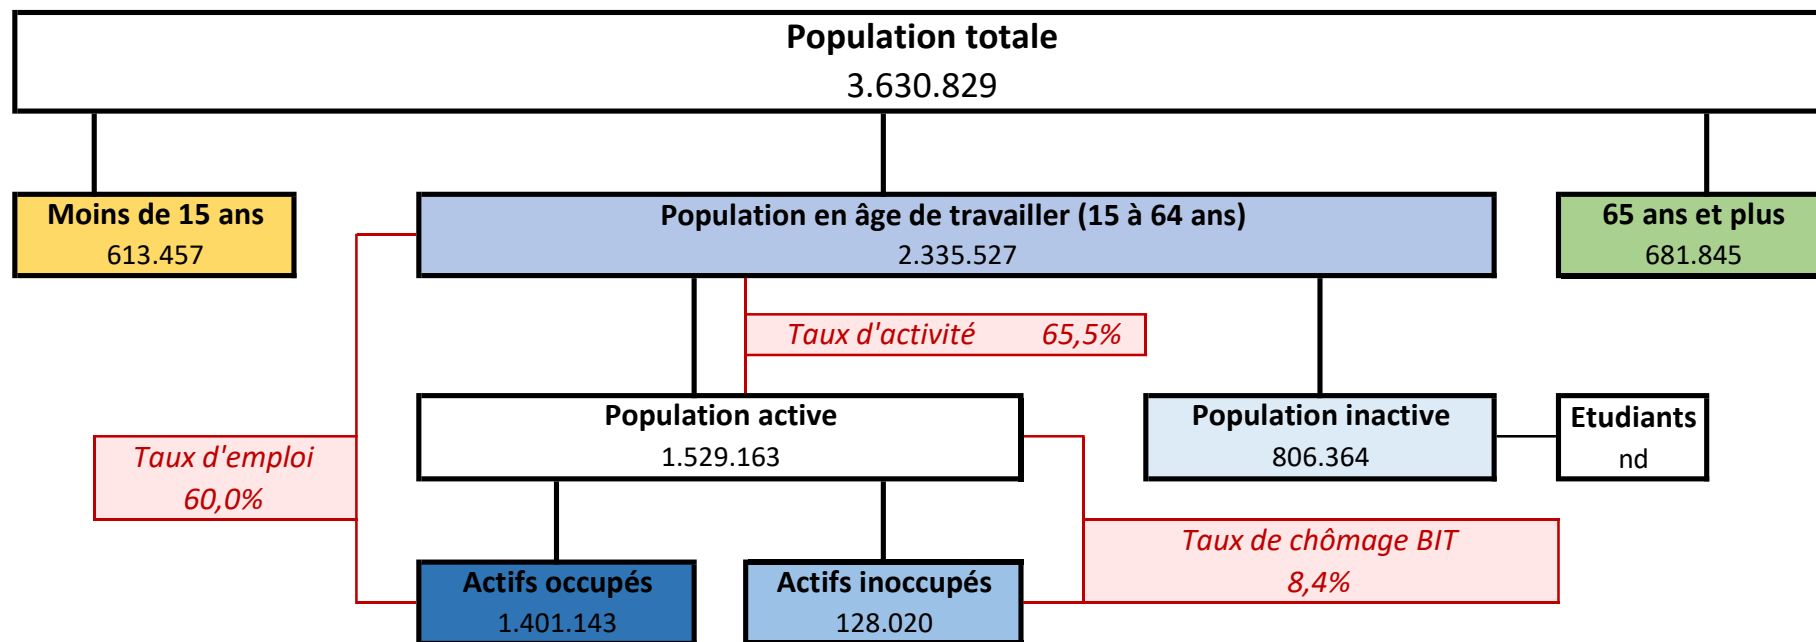 Population totale
3.630.829
Moins de 15 ans
613.457
Population en âge de travailler (15 à 64 ans)
2.335.527
65 ans et plus
681.845
Taux d'activité 65,5%
Population active
1.529.163
Population inactive
806.364
Etudiants
nd
Taux d'emploi
60,0%
Taux de chômage BIT
8,4%
Actifs occupés
1.401.143
Actifs inoccupés
128.020